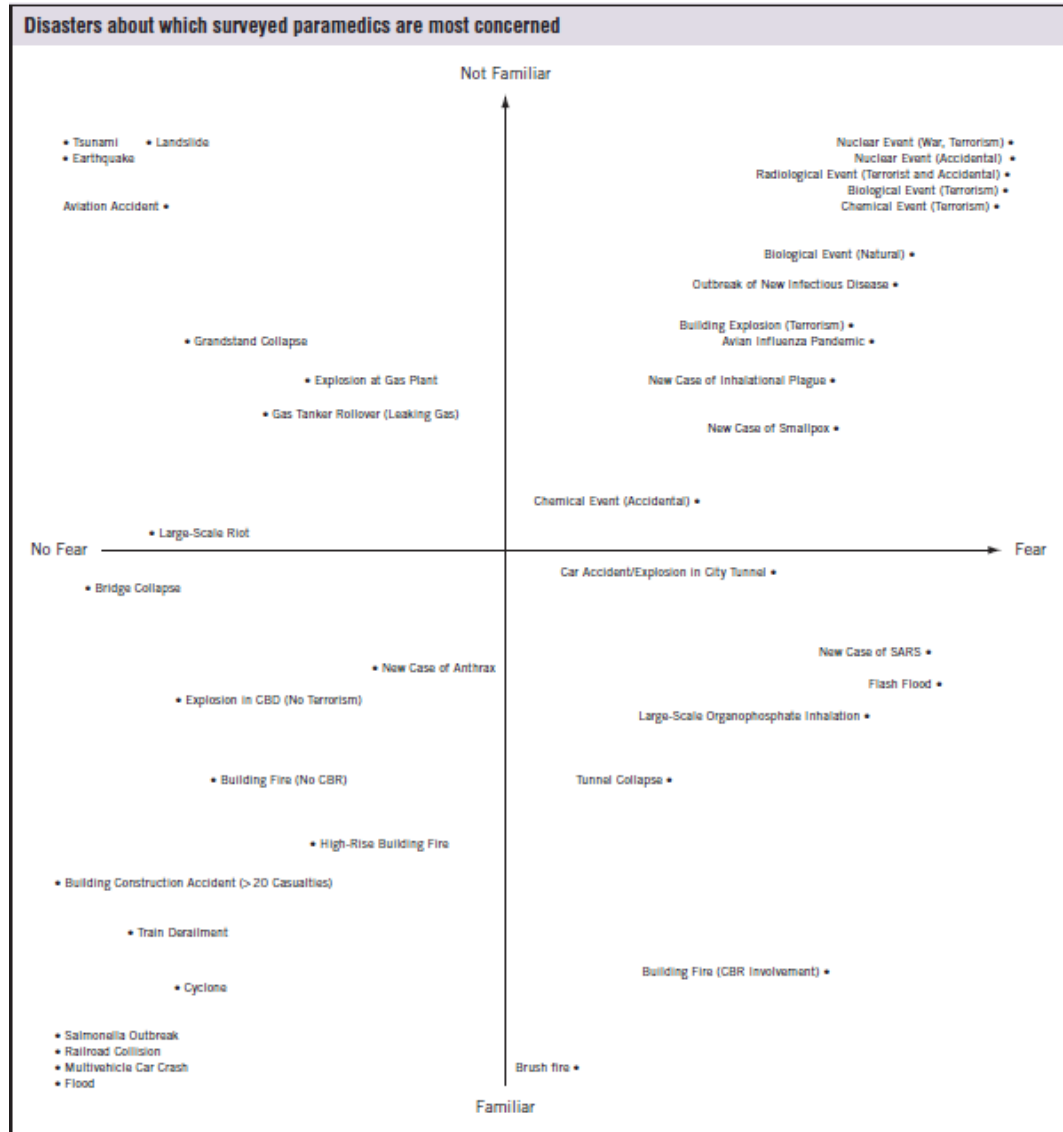 Disasters about which surveyed paramedics are most concerned
Not Familiar
• Tsunami • Landslide
• Earthquake
Aviation Accident •
Nuclear Event (War, Terrorism) •
Nuclear Event (Accidental) •
Radiological Event (Terrorist and Accidental) •
Biological Event (Terrorism) •
Chemical Event (Terrorism) •
Biological Event (Natural) •
Outbreak of New Infectious Disease •
Building Explosion (Terrorism) •
Avian Influenza Pandemic •
• Grandstand Collapse
• Explosion at Gas Plant
New Case of Inhalational Plague •
• Gas Tanker Rollover (Leaking Gas)
New Case of Smallpox •
Chemical Event (Accidental) •
• Large-Scale Riot
No Fear
Fear
Car Accident/Explosion in City Tunnel •
• Bridge Collapse
New Case of SARS •
• New Case of Anthrax
Flash Flood •
• Explosion in CBD (No Terrorism)
Large-Scale Organophosphate Inhalation •
• Building Fire (No CBR)
Tunnel Collapse •
• High-Rise Building Fire
• Building Construction Accident (>20 Casualties)
• Train Derailment
Building Fire (CBR Involvement) •
• Cyclone
• Salmonella Outbreak
• Railroad Collision
• Multivehicle Car Crash
• Flood
Brush fire •
Familiar